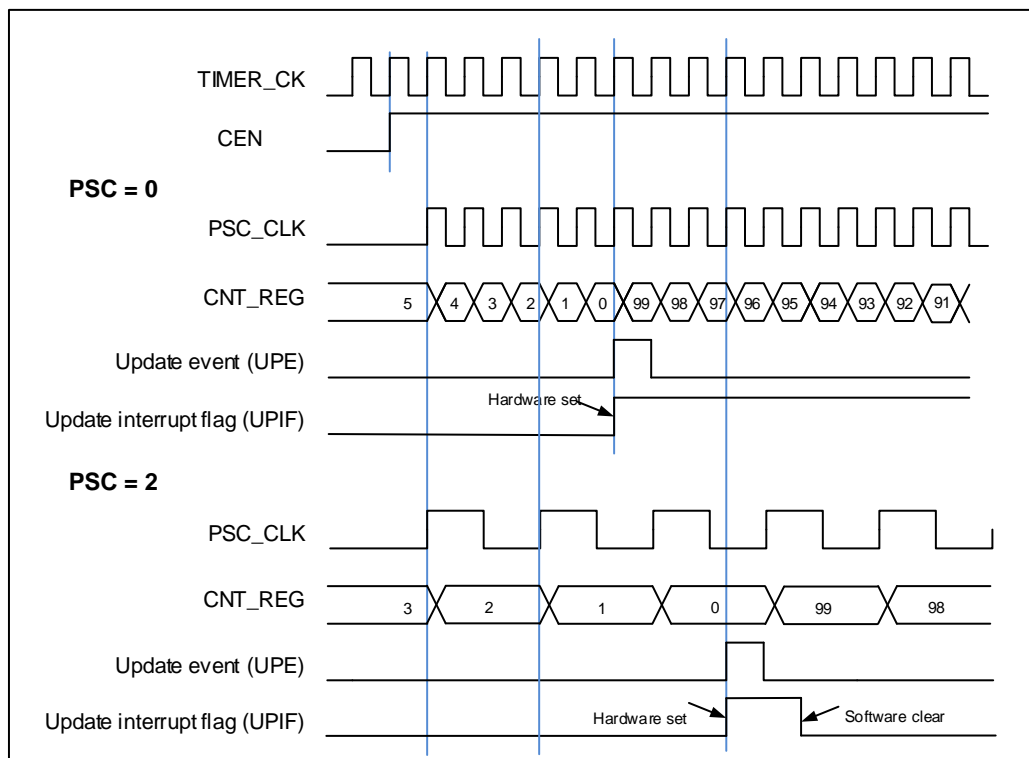 TIMER_CK
CEN
PSC = 0
PSC_CLK
CNT_REG 5 4 3 2 1 0 99 98 97 96 95 94 93 92 91
Update event (UPE)
Hardware set
Update interrupt flag (UPIF)
PSC = 2
PSC_CLK
CNT_REG 3 2 1 0 99 98
Update event (UPE)
Update interrupt flag (UPIF) Hardware set Software clear